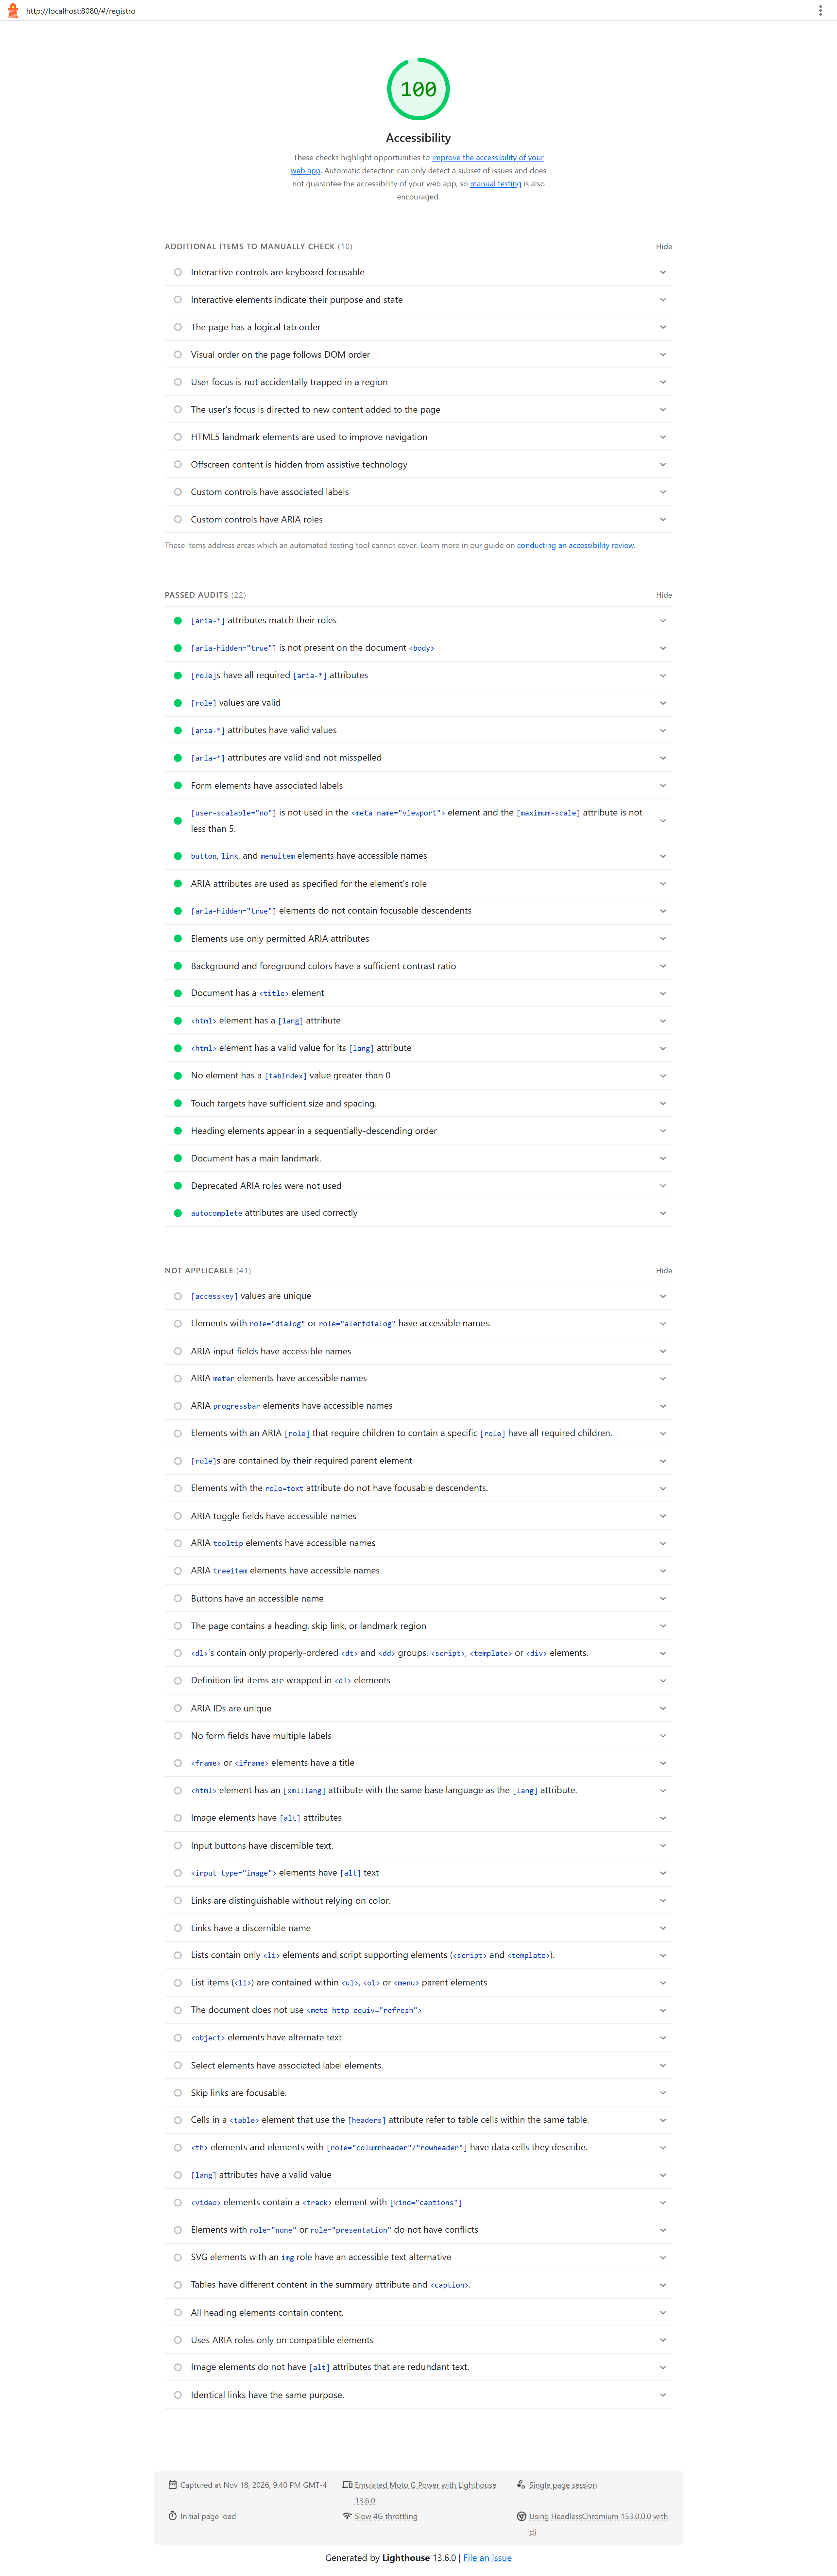 http://localhost:8080/#/registro
100
Accessibility
These checks highlight opportunities to improve the accessibility of your
web app. Automatic detection can only detect a subset of issues and does
not guarantee the accessibility of your web app, so manual testing is also
encouraged.
ADDITIONAL ITEMS TO MANUALLY CHECK (10)
Hide
Interactive controls are keyboard focusable
Interactive elements indicate their purpose and state
The page has a logical tab order
Visual order on the page follows DOM order
User focus is not accidentally trapped in a region
The user's focus is directed to new content added to the page
HTML5 landmark elements are used to improve navigation
Offscreen content is hidden from assistive technology
Custom controls have associated labels
Custom controls have ARIA roles
These items address areas which an automated testing tool cannot cover. Learn more in our guide on conducting an accessibility review.
PASSED AUDITS (22)
Hide
[aria-*] attributes match their roles
[aria-hidden="true"] is not present on the document <body>
[role]s have all required [aria-*] attributes
[role] values are valid
[aria-*] attributes have valid values
[aria-*] attributes are valid and not misspelled
Form elements have associated labels
[user-scalable="no"] is not used in the <meta name="viewport"> element and the [maximum-scale] attribute is not
less than 5.
button, link, and menuitem elements have accessible names
ARIA attributes are used as specified for the element's role
[aria-hidden="true"] elements do not contain focusable descendents
Elements use only permitted ARIA attributes
Background and foreground colors have a sufficient contrast ratio
Document has a <title> element
<html> element has a [lang] attribute
<html> element has a valid value for its [lang] attribute
No element has a [tabindex] value greater than 0
Touch targets have sufficient size and spacing.
Heading elements appear in a sequentially-descending order
Document has a main landmark.
Deprecated ARIA roles were not used
autocomplete attributes are used correctly
NOT APPLICABLE (41)
Hide
[accesskey] values are unique
Elements with role="dialog" or role="alertdialog" have accessible names.
ARIA input fields have accessible names
ARIA meter elements have accessible names
ARIA progressbar elements have accessible names
Elements with an ARIA [role] that require children to contain a specific [role] have all required children.
[role]s are contained by their required parent element
Elements with the role=text attribute do not have focusable descendents.
ARIA toggle fields have accessible names
ARIA tooltip elements have accessible names
ARIA treeitem elements have accessible names
Buttons have an accessible name
The page contains a heading, skip link, or landmark region
<dl>'s contain only properly-ordered <dt> and <dd> groups, <script>, <template> or <div> elements.
Definition list items are wrapped in <dl> elements
ARIA IDs are unique
No form fields have multiple labels
<frame> or <iframe> elements have a title
<html> element has an [xml:lang] attribute with the same base language as the [lang] attribute.
Image elements have [alt] attributes
Input buttons have discernible text.
<input type="image"> elements have [alt] text
Links are distinguishable without relying on color.
Links have a discernible name
Lists contain only <li> elements and script supporting elements (<script> and <template>).
List items (<li>) are contained within <ul>, <ol> or <menu> parent elements
The document does not use <meta http-equiv="refresh">
<object> elements have alternate text
Select elements have associated label elements.
Skip links are focusable.
Cells in a <table> element that use the [headers] attribute refer to table cells within the same table.
<th> elements and elements with [role="columnheader"/"rowheader"] have data cells they describe.
[lang] attributes have a valid value
<video> elements contain a <track> element with [kind="captions"]
Elements with role="none" or role="presentation" do not have conflicts
SVG elements with an img role have an accessible text alternative
Tables have different content in the summary attribute and <caption>.
All heading elements contain content.
Uses ARIA roles only on compatible elements
Image elements do not have [alt] attributes that are redundant text.
Identical links have the same purpose.
Captured at Nov 18, 2026, 9:40 PM GMT-4
Emulated Moto G Power with Lighthouse
13.6.0
Single page session
Initial page load
Slow 4G throttling
Using HeadlessChromium 153.0.0.0 with
cli
Generated by Lighthouse 13.6.0 | File an issue